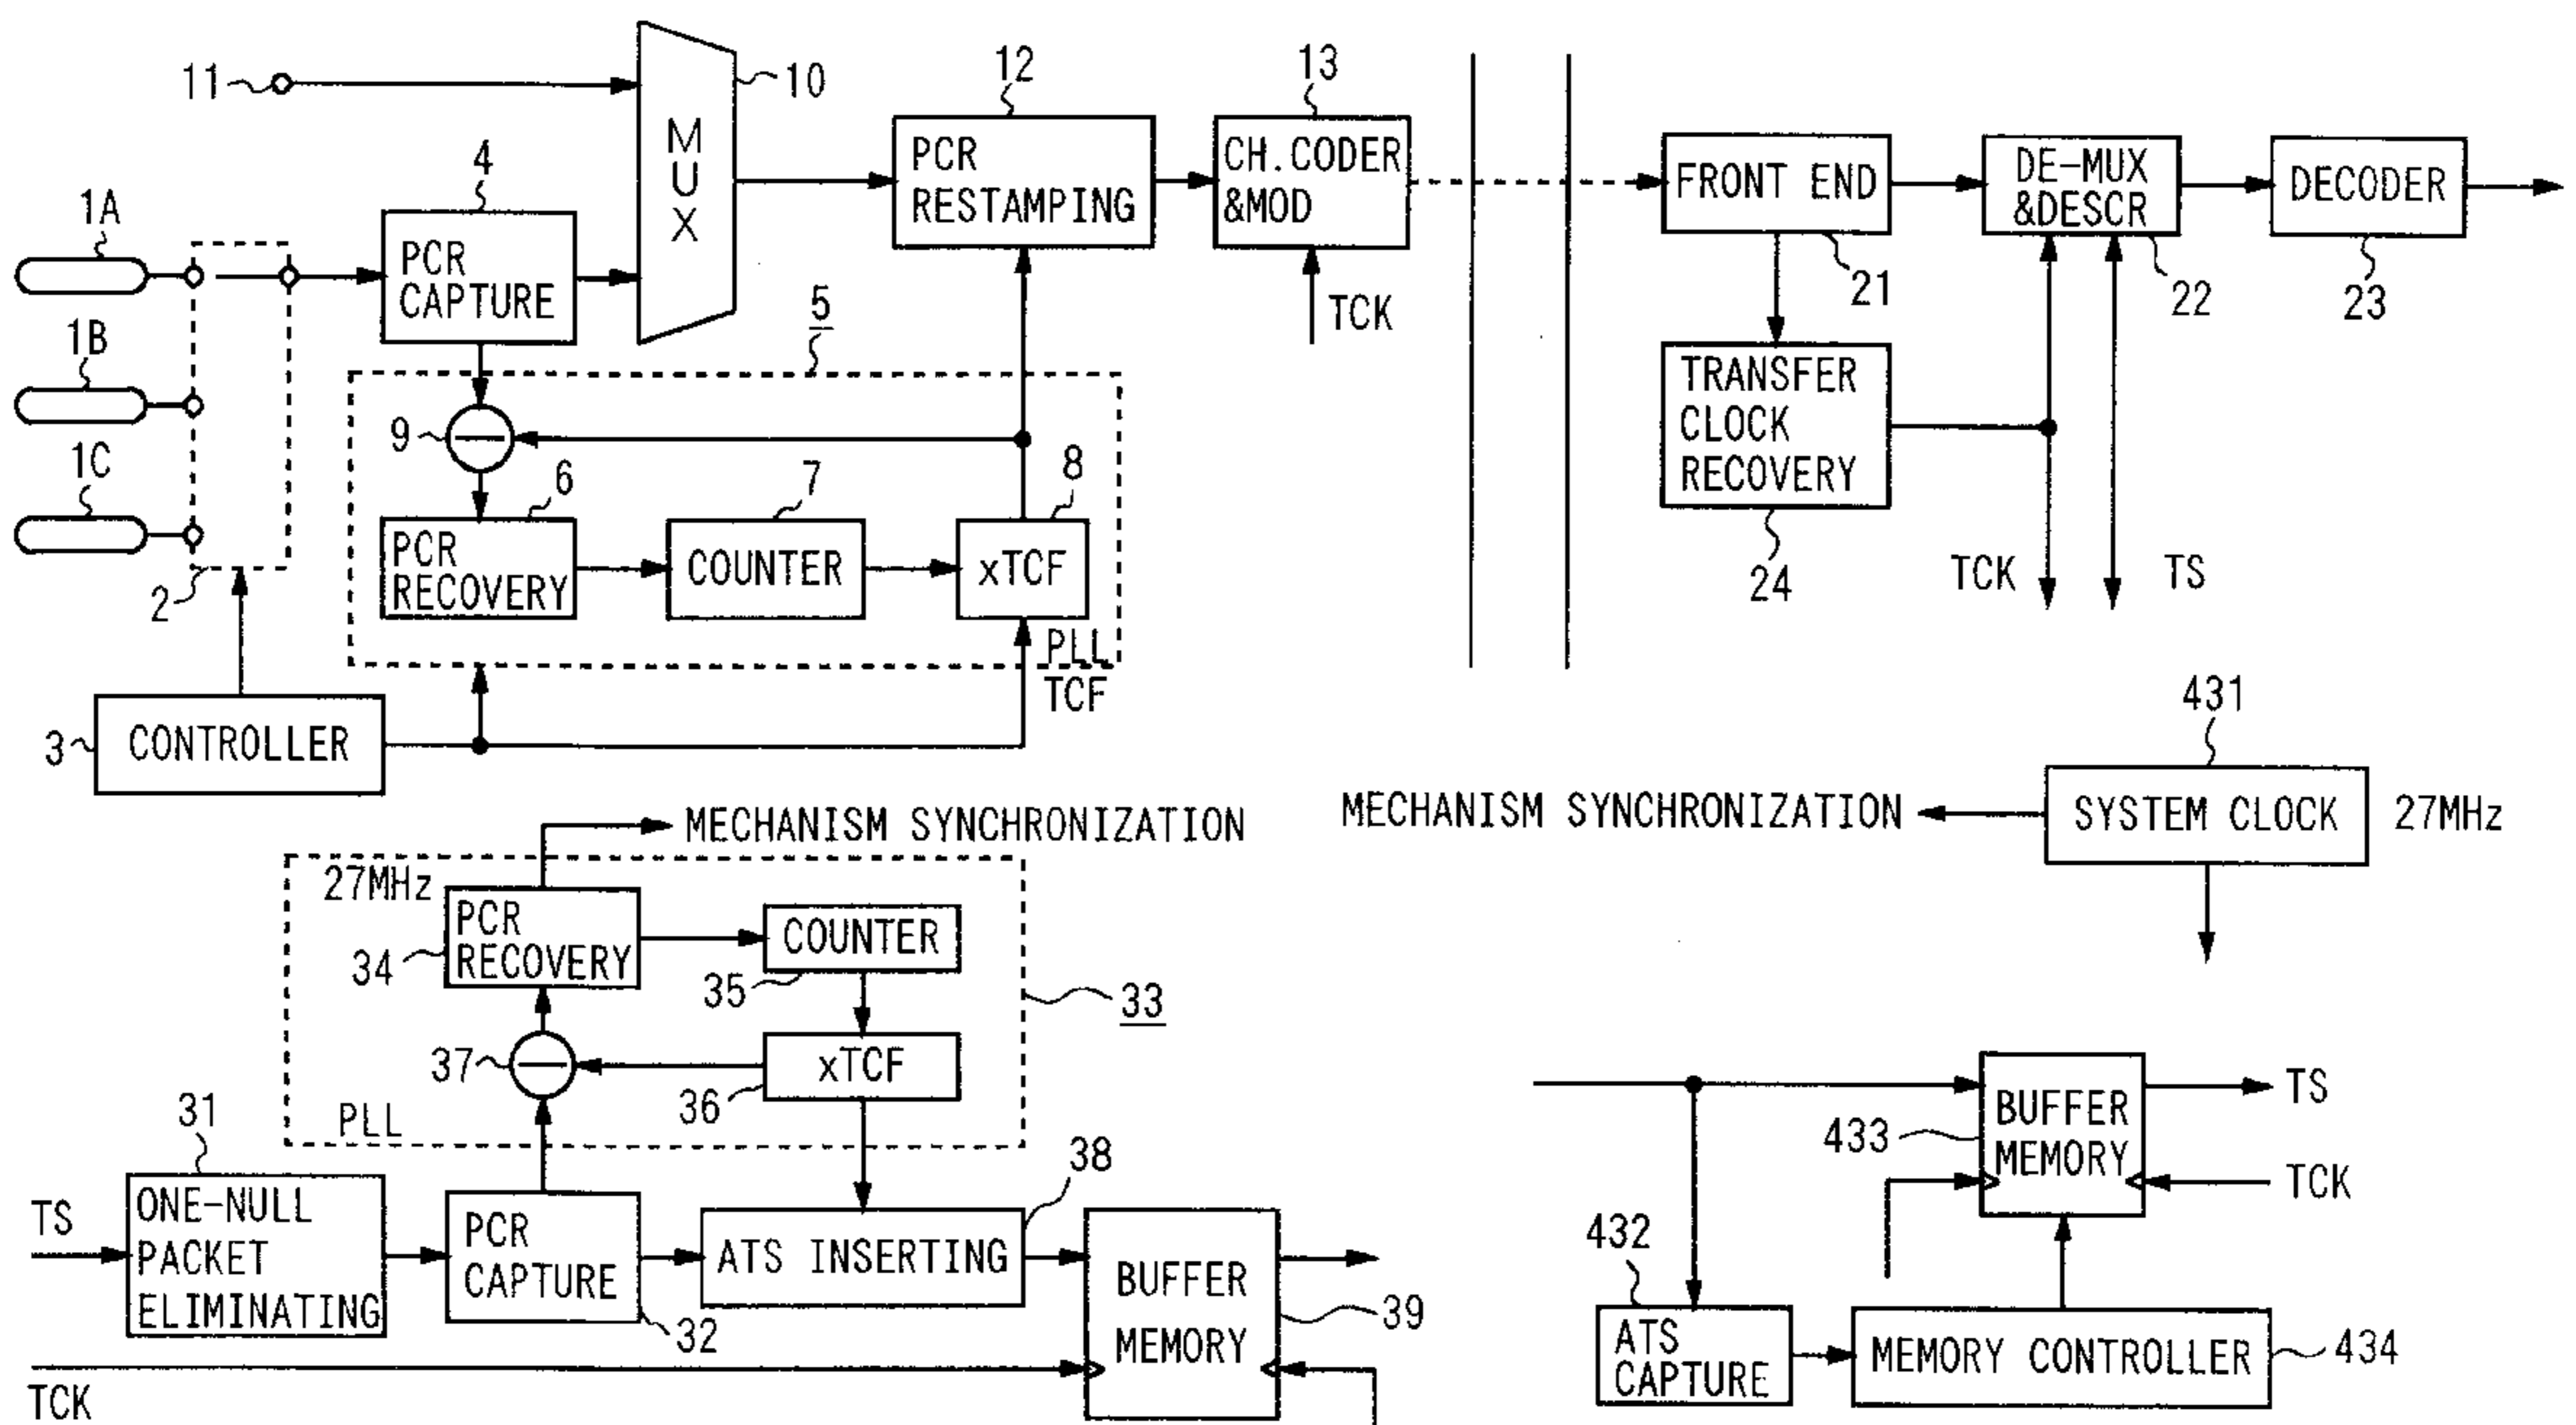 11
MUX
10
12
PCR
RESTAMPING
13
CH.CODER
&MOD
TCK
1A
1B
1C
2
4
PCR
CAPTURE
5
9
6
PCR
RECOVERY
7
COUNTER
8
xTCF
PLL
TCF
3
CONTROLLER
FRONT END
21
DE-MUX
&DESCR
22
DECODER
23
TRANSFER
CLOCK
RECOVERY
24
TCK
TS
431
MECHANISM SYNCHRONIZATION
SYSTEM CLOCK
27MHz
MECHANISM SYNCHRONIZATION
27MHz
PCR
RECOVERY
34
COUNTER
35
33
37
xTCF
36
PLL
31
TS
ONE-NULL
PACKET
ELIMINATING
PCR
CAPTURE
32
38
ATS INSERTING
BUFFER
MEMORY
39
TCK
BUFFER
MEMORY
433
TS
TCK
432
ATS
CAPTURE
MEMORY CONTROLLER
434